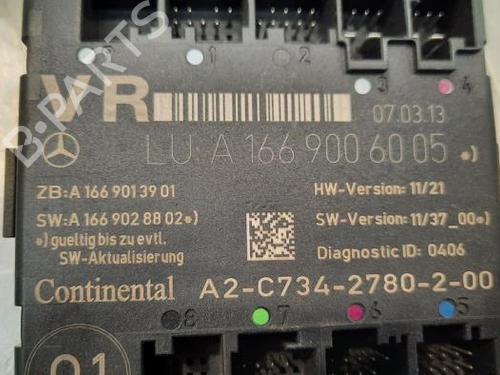 1 2
3 4
VR 07.03.13
LU: A 166 900 60 05 *)
ZB: A 166 901 39 01 HW-Version: 11/21
SW: A 166 902 88 02*) SW-Version: 11/37_00*)
*) gueltig bis zu evtl. Diagnostic ID: 0406
SW-Aktualisierung
Continental A2-C734-2780-2-00
8 7 6 5
01
B-PARTS